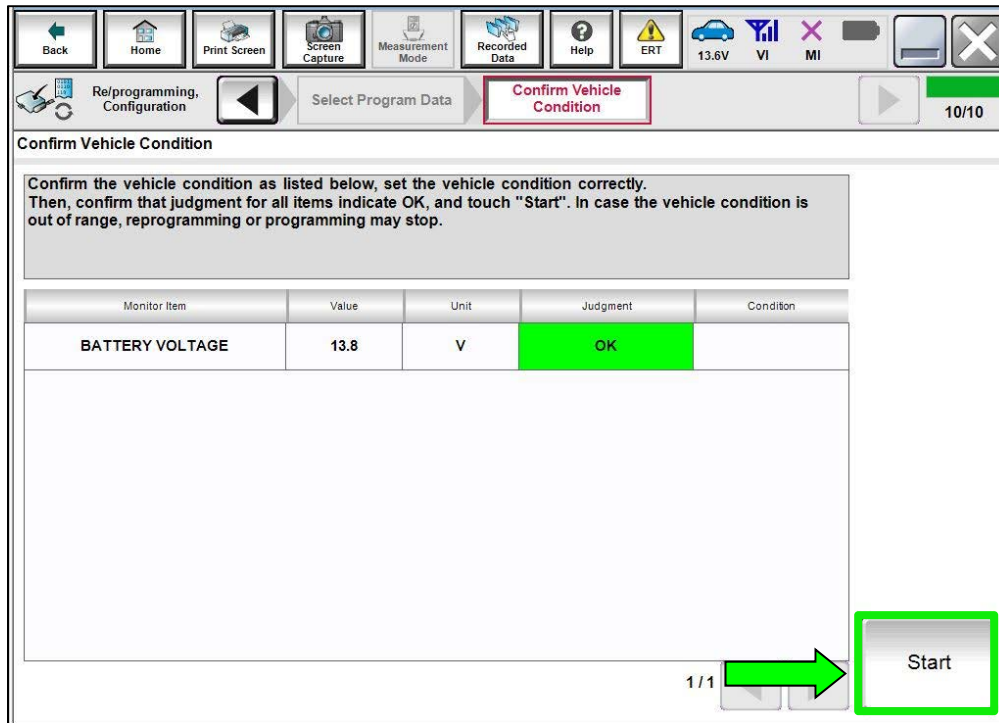 Back
Home
Print Screen
Screen
Capture
Measurement
Mode
Recorded
Data
Help
ERT
13.6V
VI
MI
Re/programming,
Configuration
Select Program Data
Confirm Vehicle
Condition
10/10
Confirm Vehicle Condition
Confirm the vehicle condition as listed below, set the vehicle condition correctly.
Then, confirm that judgment for all items indicate OK, and touch "Start". In case the vehicle condition is
out of range, reprogramming or programming may stop.
Monitor Item Value Unit Judgment Condition
BATTERY VOLTAGE 13.8 V OK
1 / 1
Start